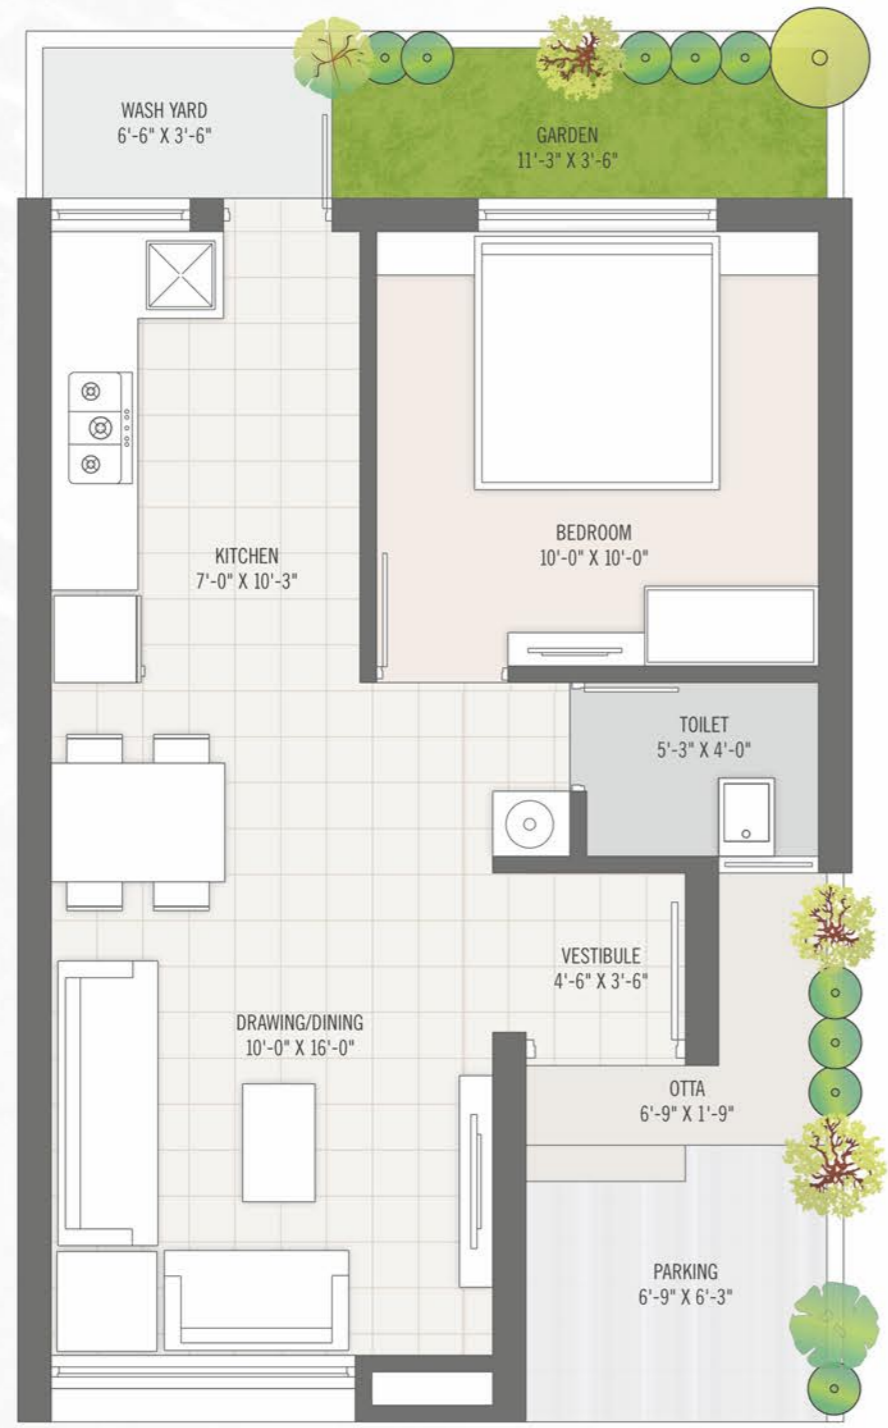 WASH YARD
6'-6" X 3'-6"
GARDEN
11'-3" X 3'-6"
KITCHEN
7'-0" X 10'-3"
BEDROOM
10'-0" X 10'-0"
TOILET
5'-3" X 4'-0"
VESTIBULE
4'-6" X 3'-6"
DRAWING/DINING
10'-0" X 16'-0"
OTTA
6'-9" X 1'-9"
PARKING
6'-9" X 6'-3"